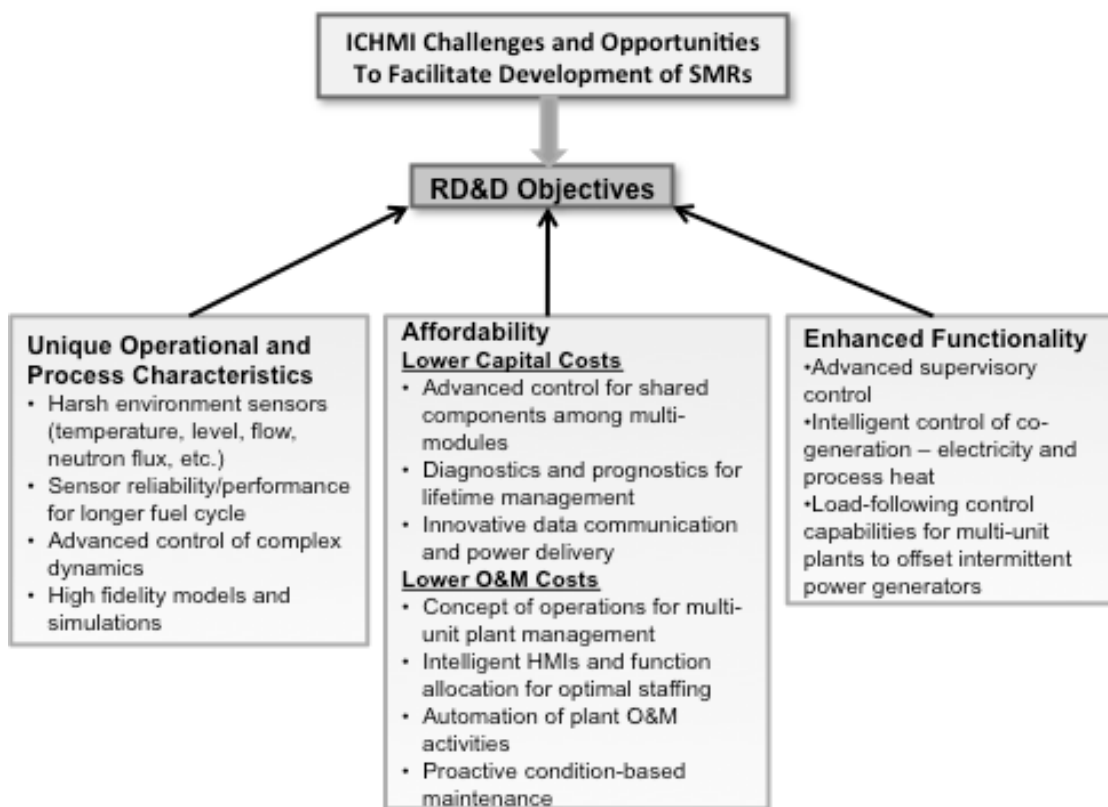 ICHMI Challenges and Opportunities
To Facilitate Development of SMRs
RD&D Objectives
Unique Operational and
Process Characteristics
• Harsh environment sensors
(temperature, level, flow,
neutron flux, etc.)
• Sensor reliability/performance
for longer fuel cycle
• Advanced control of complex
dynamics
• High fidelity models and
simulations
Affordability
Lower Capital Costs
• Advanced control for shared
components among multi-
modules
• Diagnostics and prognostics for
lifetime management
• Innovative data communication
and power delivery
Lower O&M Costs
• Concept of operations for multi-
unit plant management
• Intelligent HMIs and function
allocation for optimal staffing
• Automation of plant O&M
activities
• Proactive condition-based
maintenance
Enhanced Functionality
•Advanced supervisory
control
•Intelligent control of co-
generation – electricity and
process heat
•Load-following control
capabilities for multi-unit
plants to offset intermittent
power generators